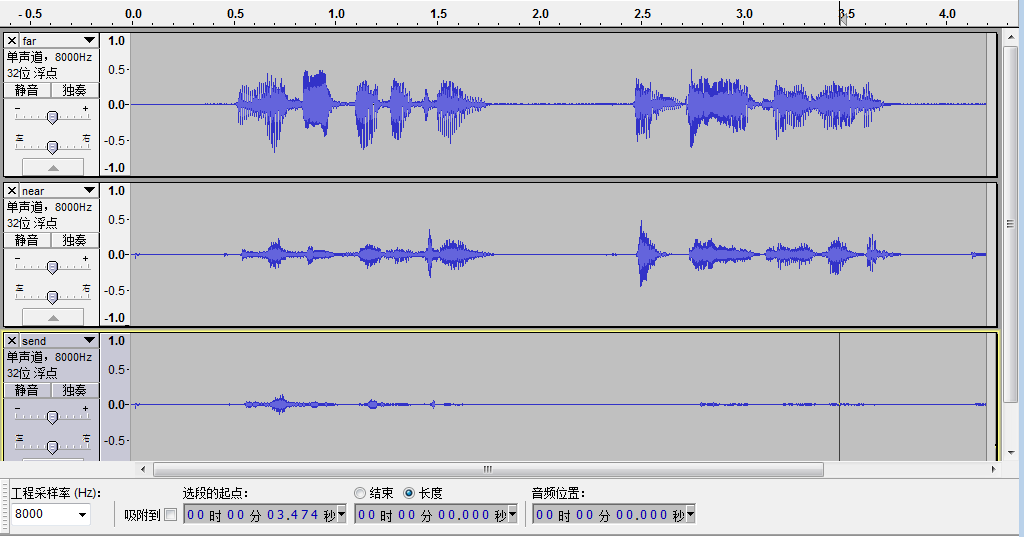 - 0.5 0.0 0.5 1.0 1.5 2.0 2.5 3.0 3.5 4.0
far
单声道, 8000Hz
32位 浮点
静音 独奏
- +
左 右
1.0
0.5
0.0
-0.5
-1.0
near
单声道, 8000Hz
32位 浮点
静音 独奏
- +
左 右
1.0
0.5
0.0
-0.5
-1.0
send
单声道, 8000Hz
32位 浮点
静音 独奏
- +
左 右
1.0
0.5
0.0
-0.5
工程采样率 (Hz): 选段的起点: 结束 长度 音频位置:
8000 吸附到 00 时 00 分 03.474 秒 00 时 00 分 00.000 秒 00 时 00 分 00.000 秒